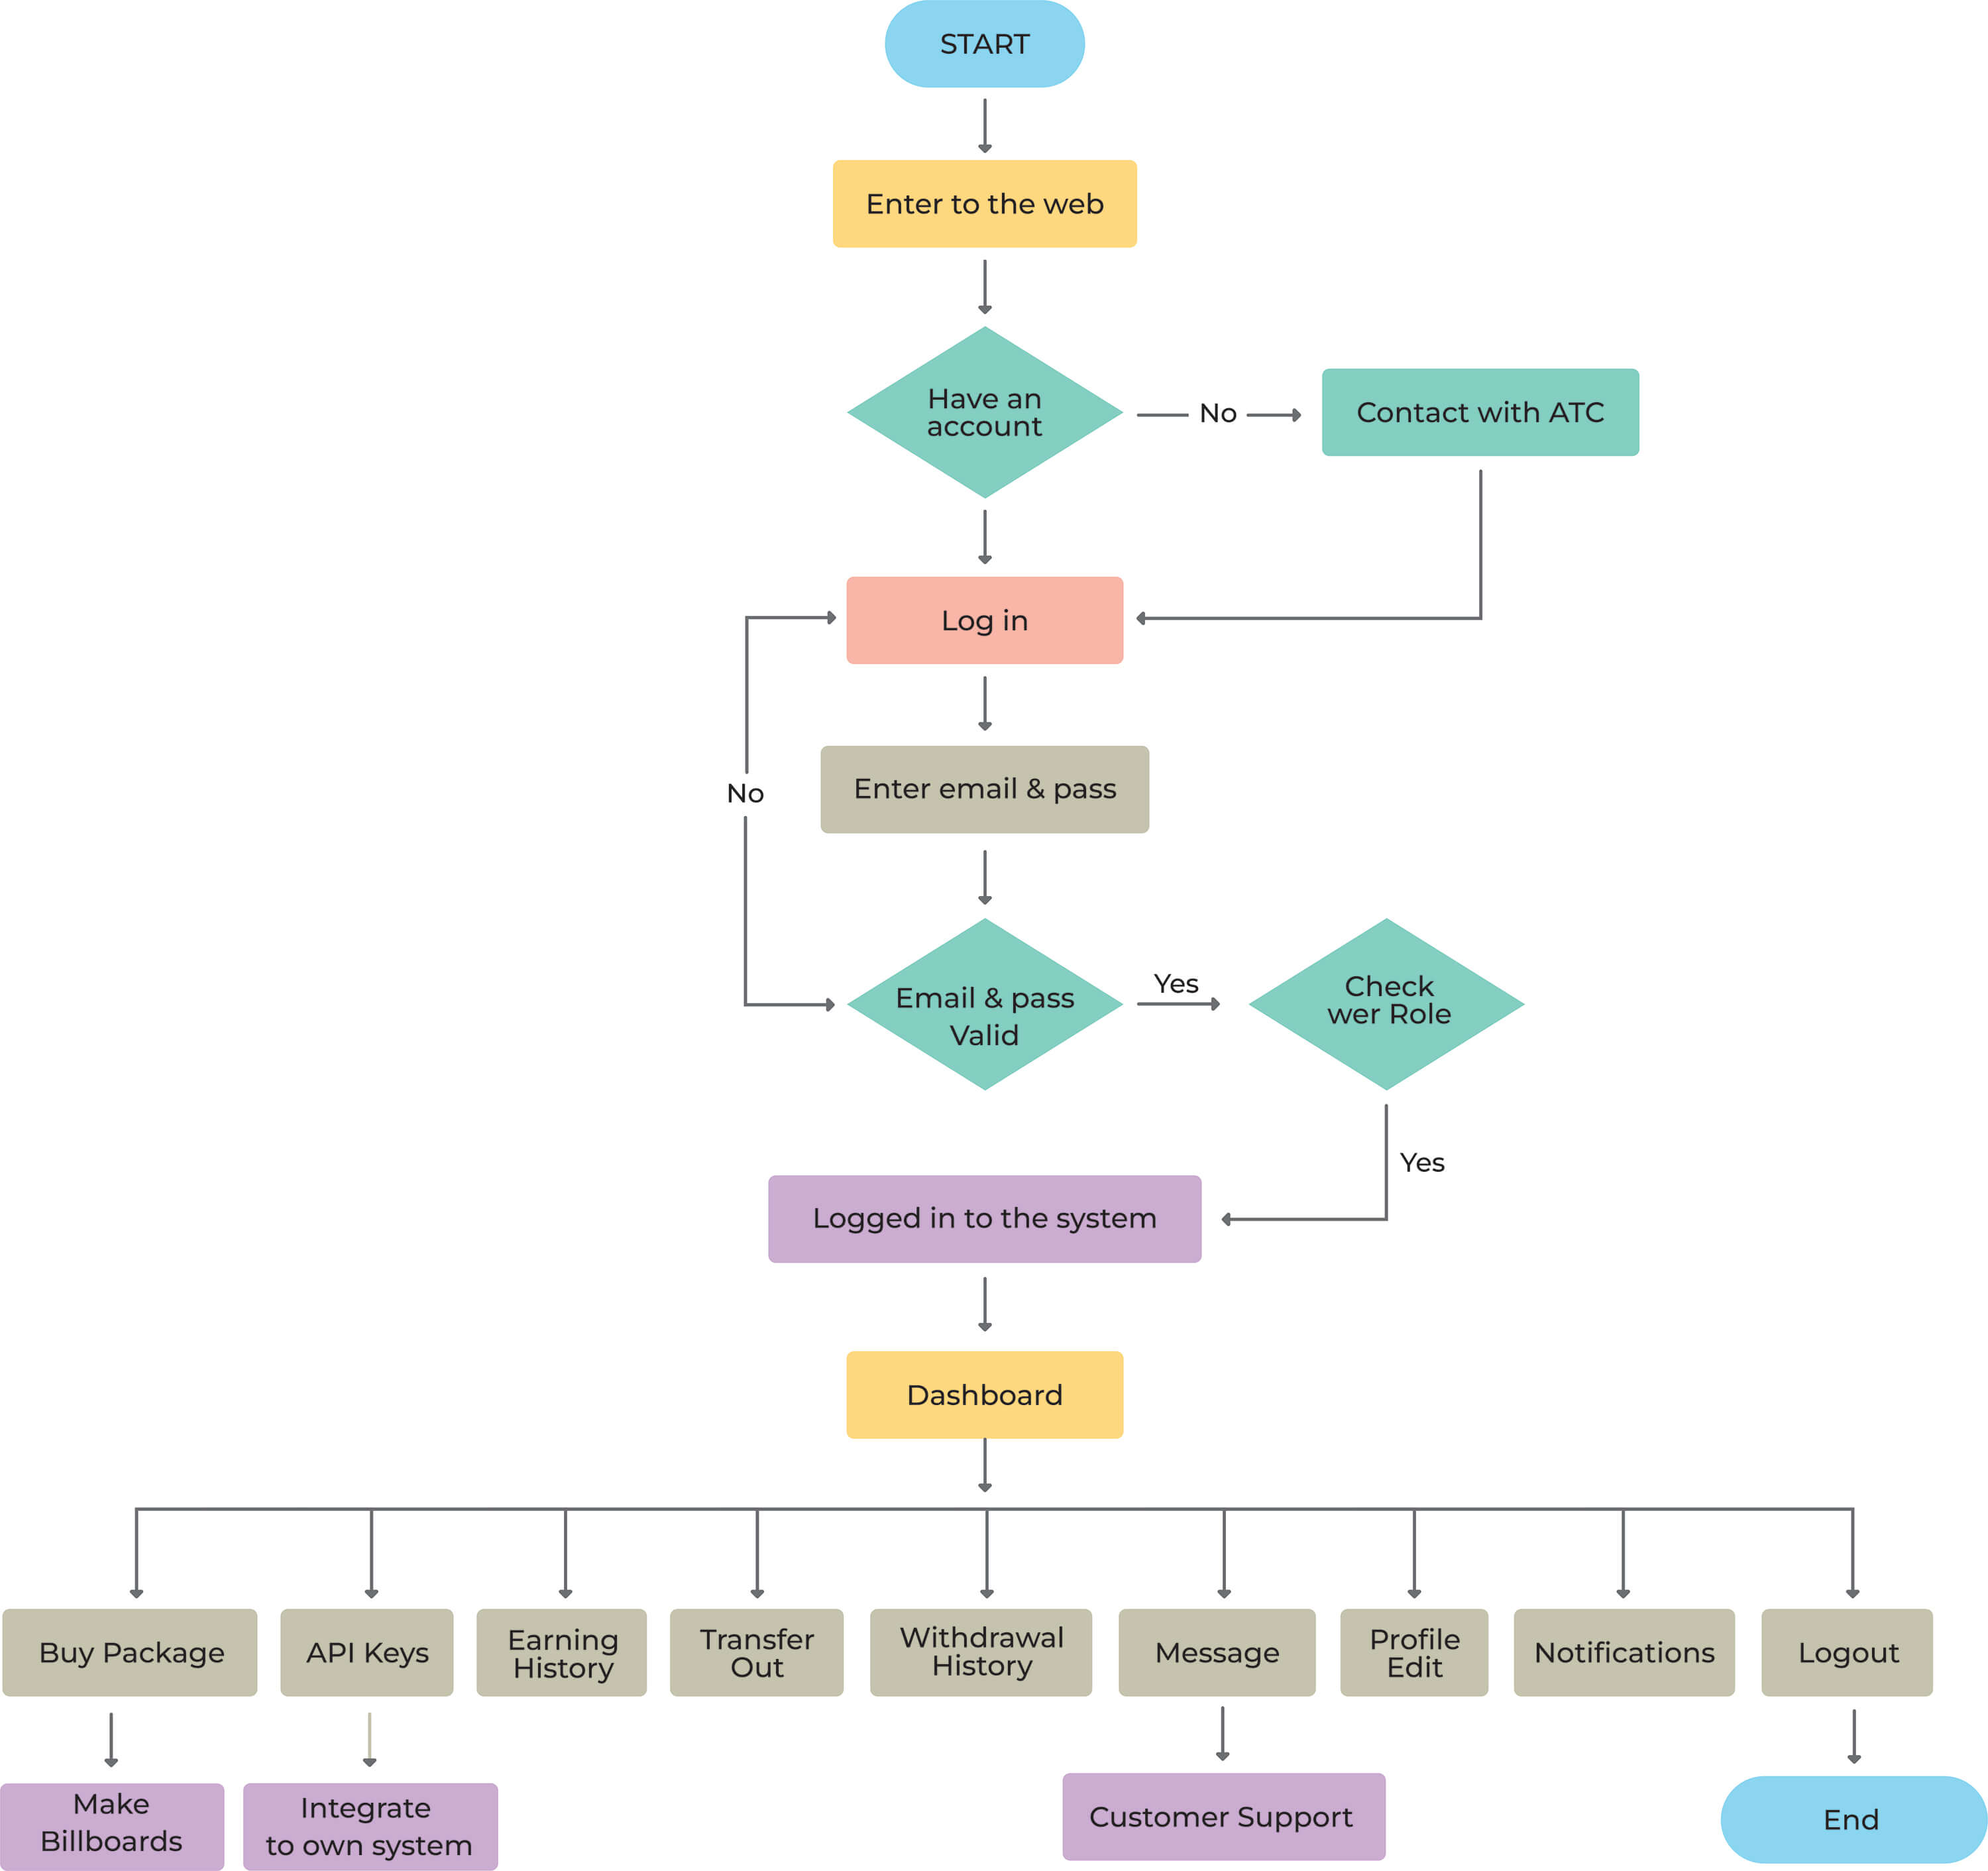 START
Enter to the web
Have an
account
No
Contact with ATC
Log in
No
Enter email & pass
Email & pass
Valid
Yes
Check
wer Role
Yes
Logged in to the system
Dashboard
Buy Package
API Keys
Earning
History
Transfer
Out
Withdrawal
History
Message
Profile
Edit
Notifications
Logout
Make
Billboards
Integrate
to own system
Customer Support
End